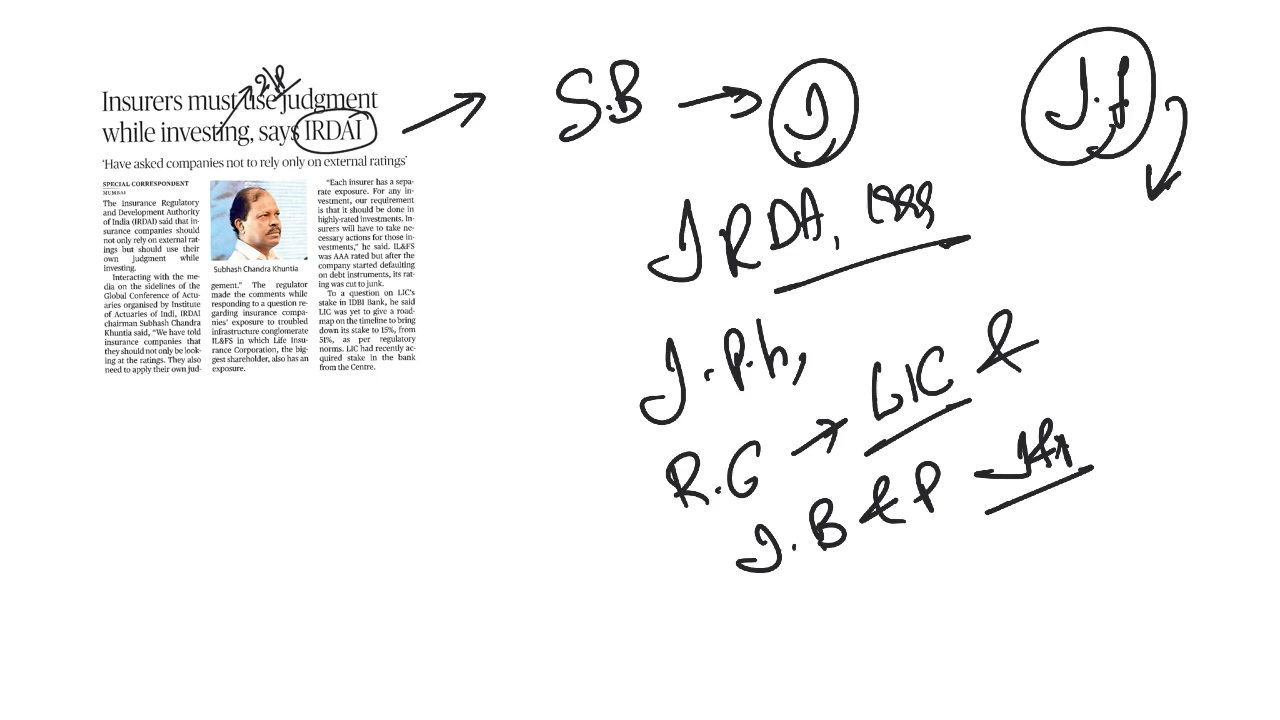 Insurers must use judgment
while investing, says IRDAI
'Have asked companies not to rely only on external ratings'
SPECIAL CORRESPONDENT
MUMBAI
The Insurance Regulatory
and Development Authority
of India (IRDAI) said that in-
surance companies should
not only rely on external rat-
ings but should use their
own judgment while
investing.
Interacting with the me-
dia on the sidelines of the
Global Conference of Actu-
aries organised by Institute
of Actuaries of Indi, IRDAI
chairman Subhash Chandra
Khuntia said, "We have told
insurance companies that
they should not only be look-
ing at the ratings. They also
need to apply their own jud-
Subhash Chandra Khuntia
gement." The regulator
made the comments while
responding to a question re-
garding insurance compa-
nies' exposure to troubled
infrastructure conglomerate
IL&FS in which Life Insu-
rance Corporation, the big-
gest shareholder, also has an
exposure.
"Each insurer has a sepa-
rate exposure. For any in-
vestment, our requirement
is that it should be done in
highly-rated investments. In-
surers will have to take ne-
cessary actions for those in-
vestments," he said. IL&FS
was AAA rated but after the
company started defaulting
on debt instruments, its rat-
ing was cut to junk.
To a question on LIC's
stake in IDBI Bank, he said
LIC was yet to give a road-
map on the timeline to bring
down its stake to 15%, from
51%, as per regulatory
norms. LIC had recently ac-
quired stake in the bank
from the Centre.
S.B → I
I.f
IRDA, 1999
I.P.h,
R.G → LIC &
I.B & P